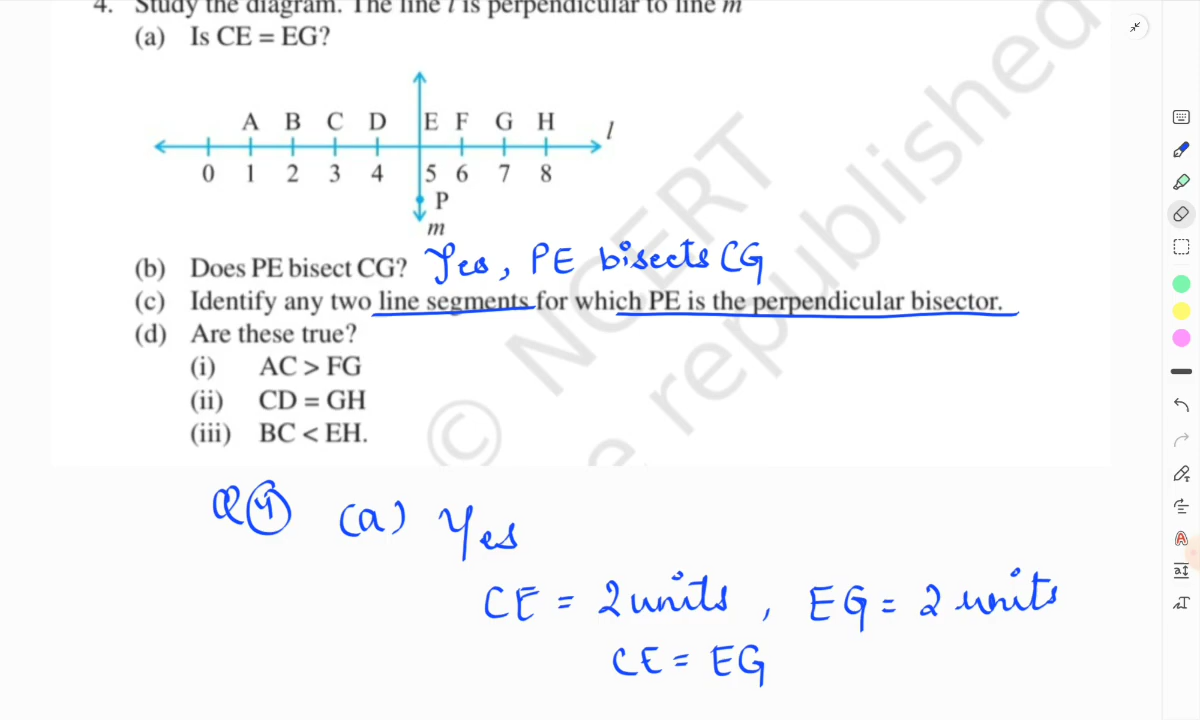 4. Study the diagram. The line l is perpendicular to line m
(a) Is CE = EG?
A B C D E F G H l
0 1 2 3 4 5 6 7 8
P
m
(b) Does PE bisect CG? Yes, PE bisects CG
(c) Identify any two line segments for which PE is the perpendicular bisector.
(d) Are these true?
(i) AC > FG
(ii) CD = GH
(iii) BC < EH.
© NCERT
republished
Q4 (a) Yes
CE = 2 units, EG = 2 units
CE = EG